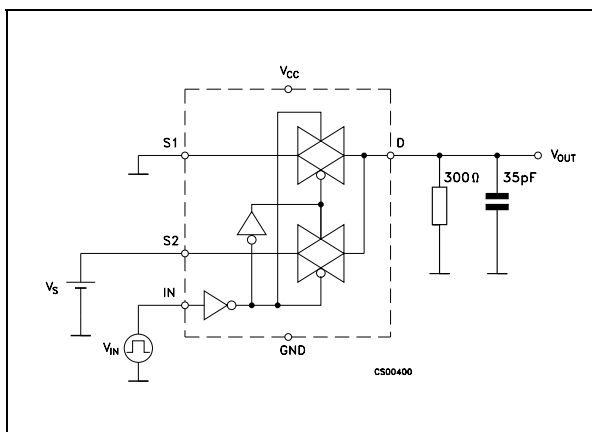 VCC
S1
D
VOUT
300Ω
35pF
S2
VS
IN
VIN
GND
CS00400